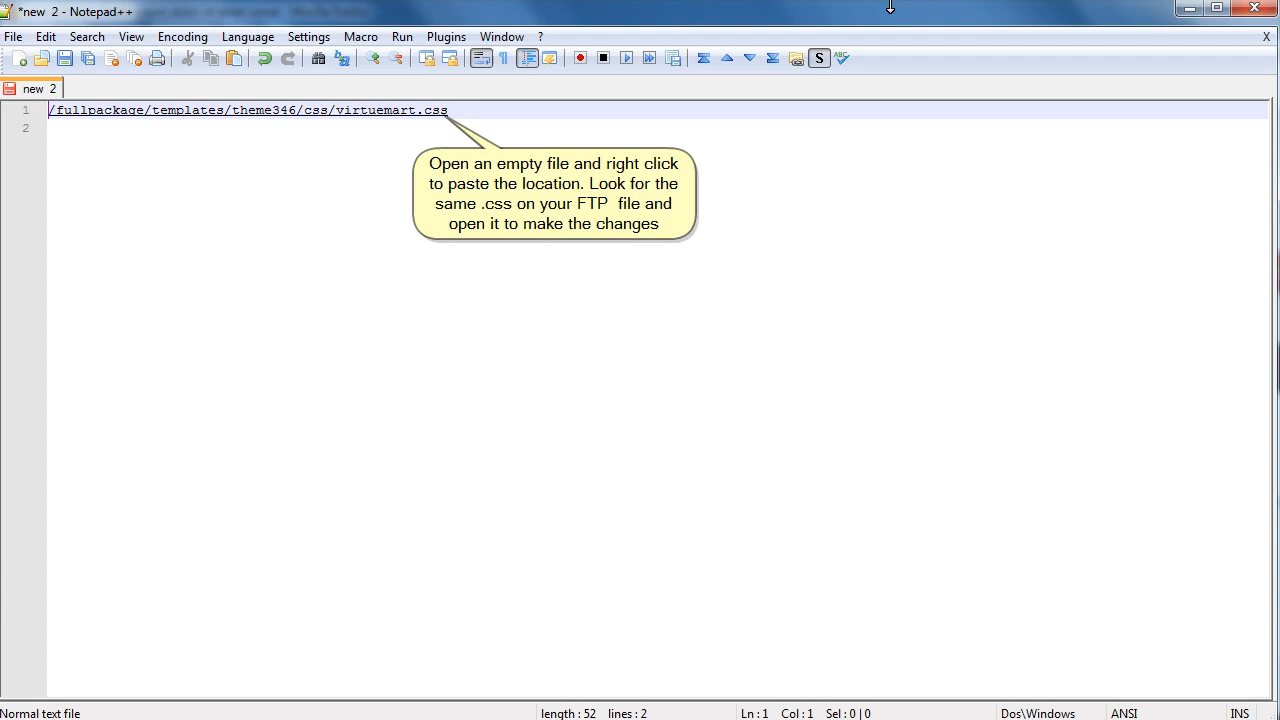 *new  2 - Notepad++
File Edit Search View Encoding Language Settings Macro Run Plugins Window ? X
new  2
1 /fullpackage/templates/theme346/css/virtuemart.css
2
Open an empty file and right click
to paste the location. Look for the
same .css on your FTP  file and
open it to make the changes
Normal text file length : 52 lines : 2 Ln : 1 Col : 1 Sel : 0 | 0 Dos\Windows ANSI INS